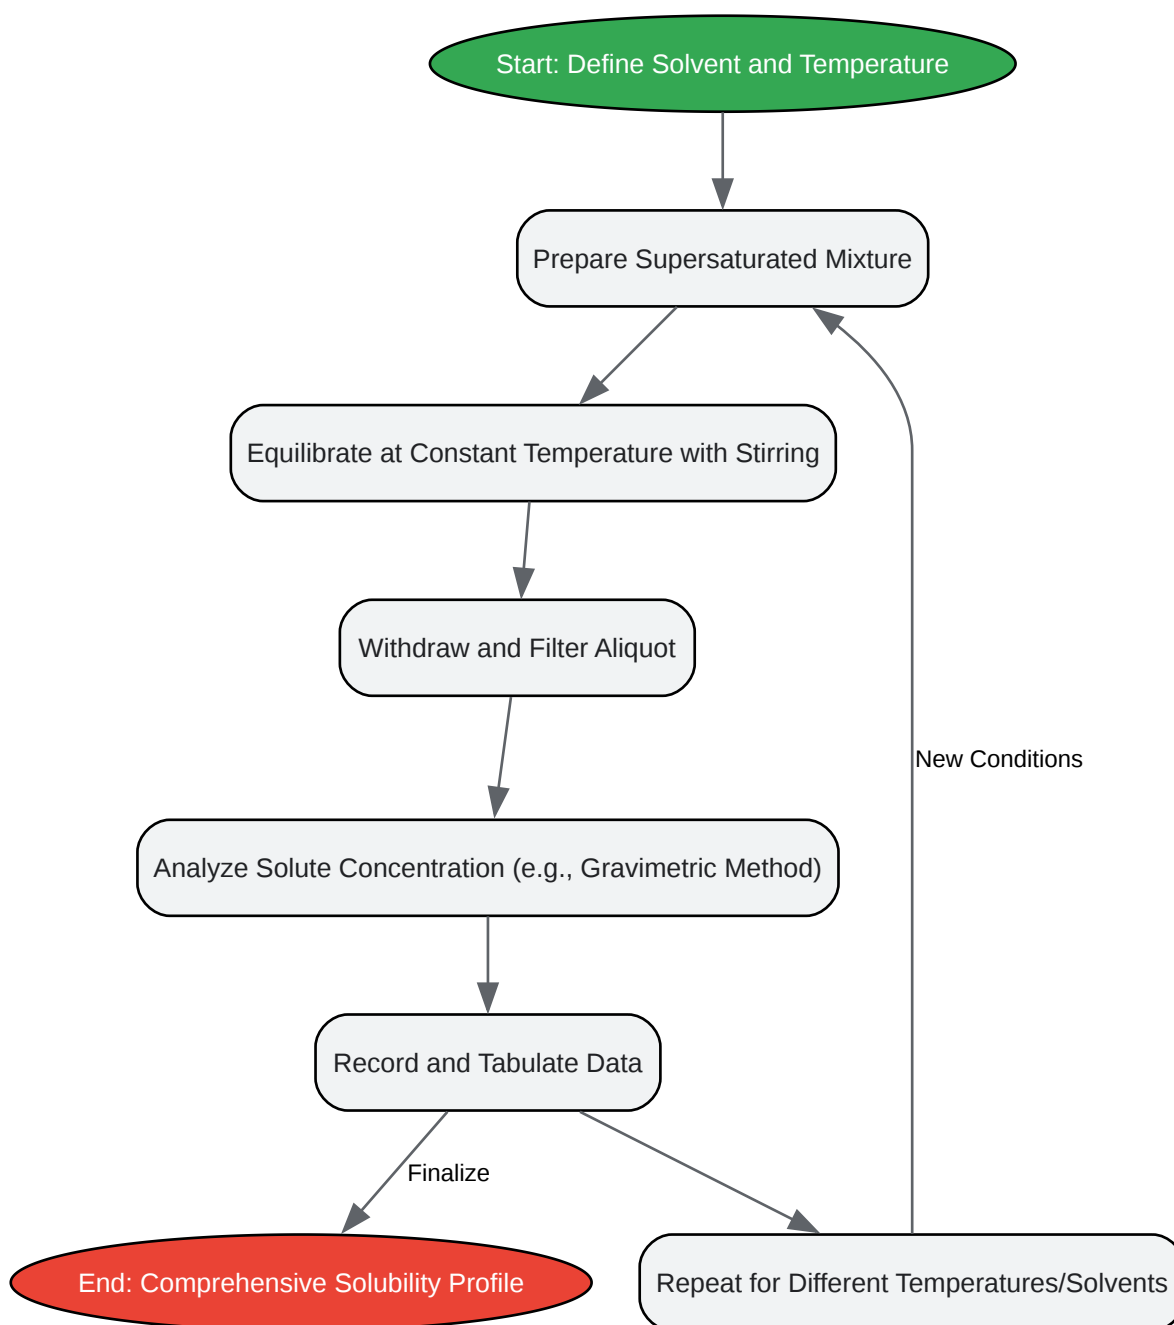 Start: Define Solvent and Temperature
Prepare Supersaturated Mixture
Equilibrate at Constant Temperature with Stirring
Withdraw and Filter Aliquot
New Conditions
Analyze Solute Concentration (e.g., Gravimetric Method)
Record and Tabulate Data
Finalize
End: Comprehensive Solubility Profile
Repeat for Different Temperatures/Solvents